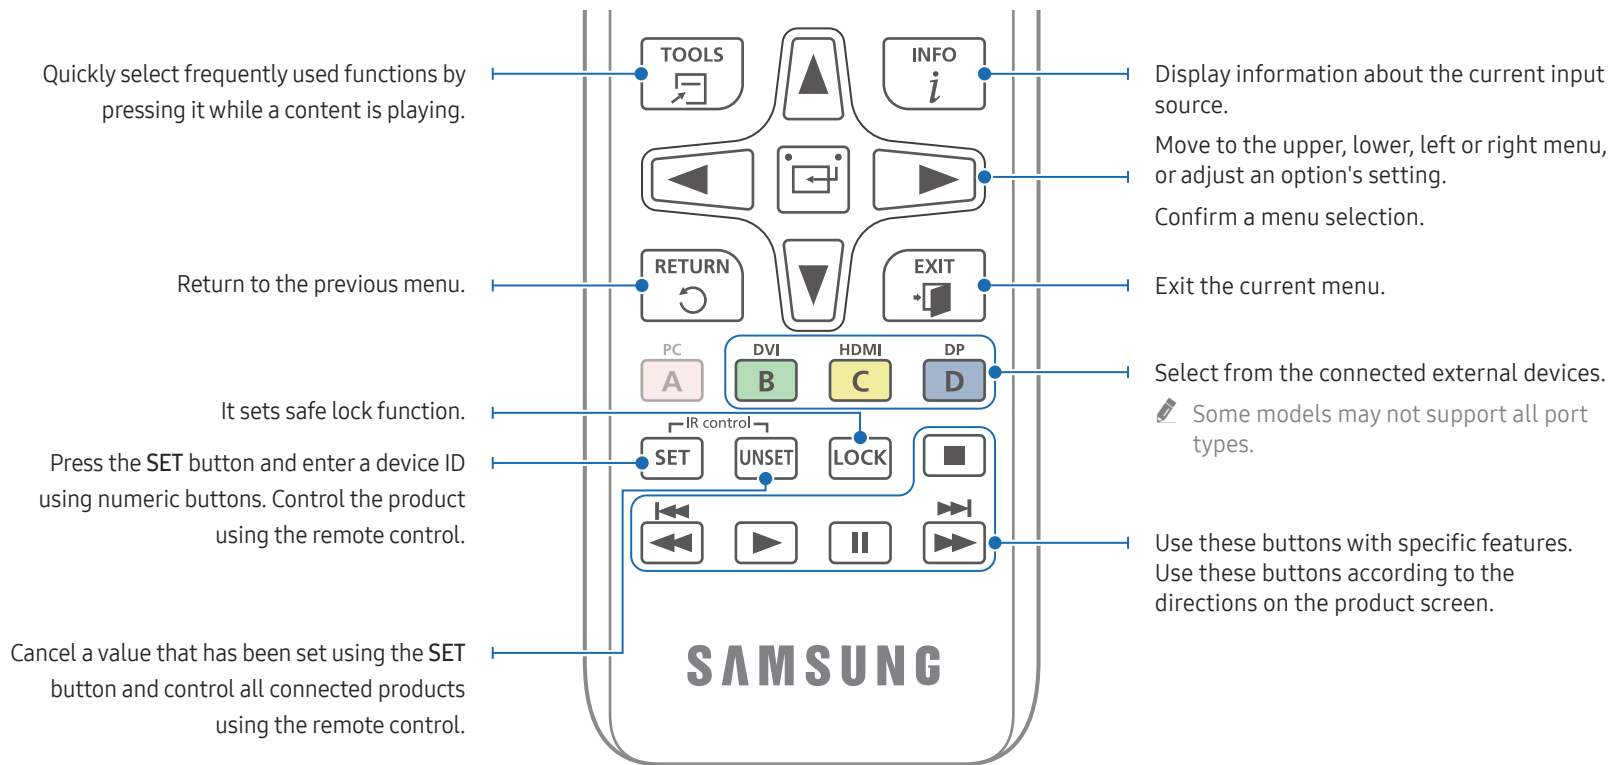 TOOLS
INFO
i
Quickly select frequently used functions by
pressing it while a content is playing.
Display information about the current input
source.
Move to the upper, lower, left or right menu,
or adjust an option's setting.
Confirm a menu selection.
RETURN
EXIT
Return to the previous menu.
Exit the current menu.
PC
DVI
HDMI
DP
A
B
C
D
Select from the connected external devices.
Some models may not support all port
types.
It sets safe lock function.
IR control
SET
UNSET
LOCK
Press the SET button and enter a device ID
using numeric buttons. Control the product
using the remote control.
Use these buttons with specific features.
Use these buttons according to the
directions on the product screen.
Cancel a value that has been set using the SET
button and control all connected products
using the remote control.
SAMSUNG